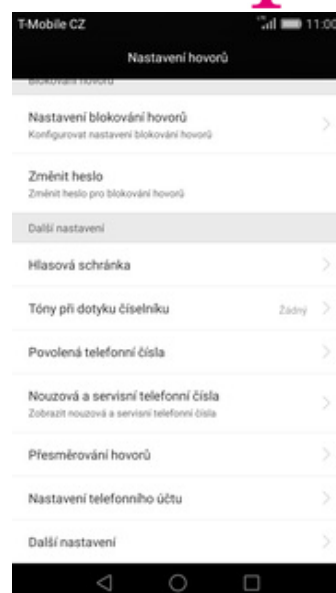 T-Mobile CZ
11:00
Nastavení hovorů
Blokování hovorů
Nastavení blokování hovorů
Konfigurovat nastavení blokování hovorů
Změnit heslo
Změnit heslo pro blokování hovorů
Další nastavení
Hlasová schránka
Tóny při dotyku číselníku Žádný
Povolená telefonní čísla
Nouzová a servisní telefonní čísla
Zobrazit nouzová a servisní telefonní čísla
Přesměrování hovorů
Nastavení telefonního účtu
Další nastavení